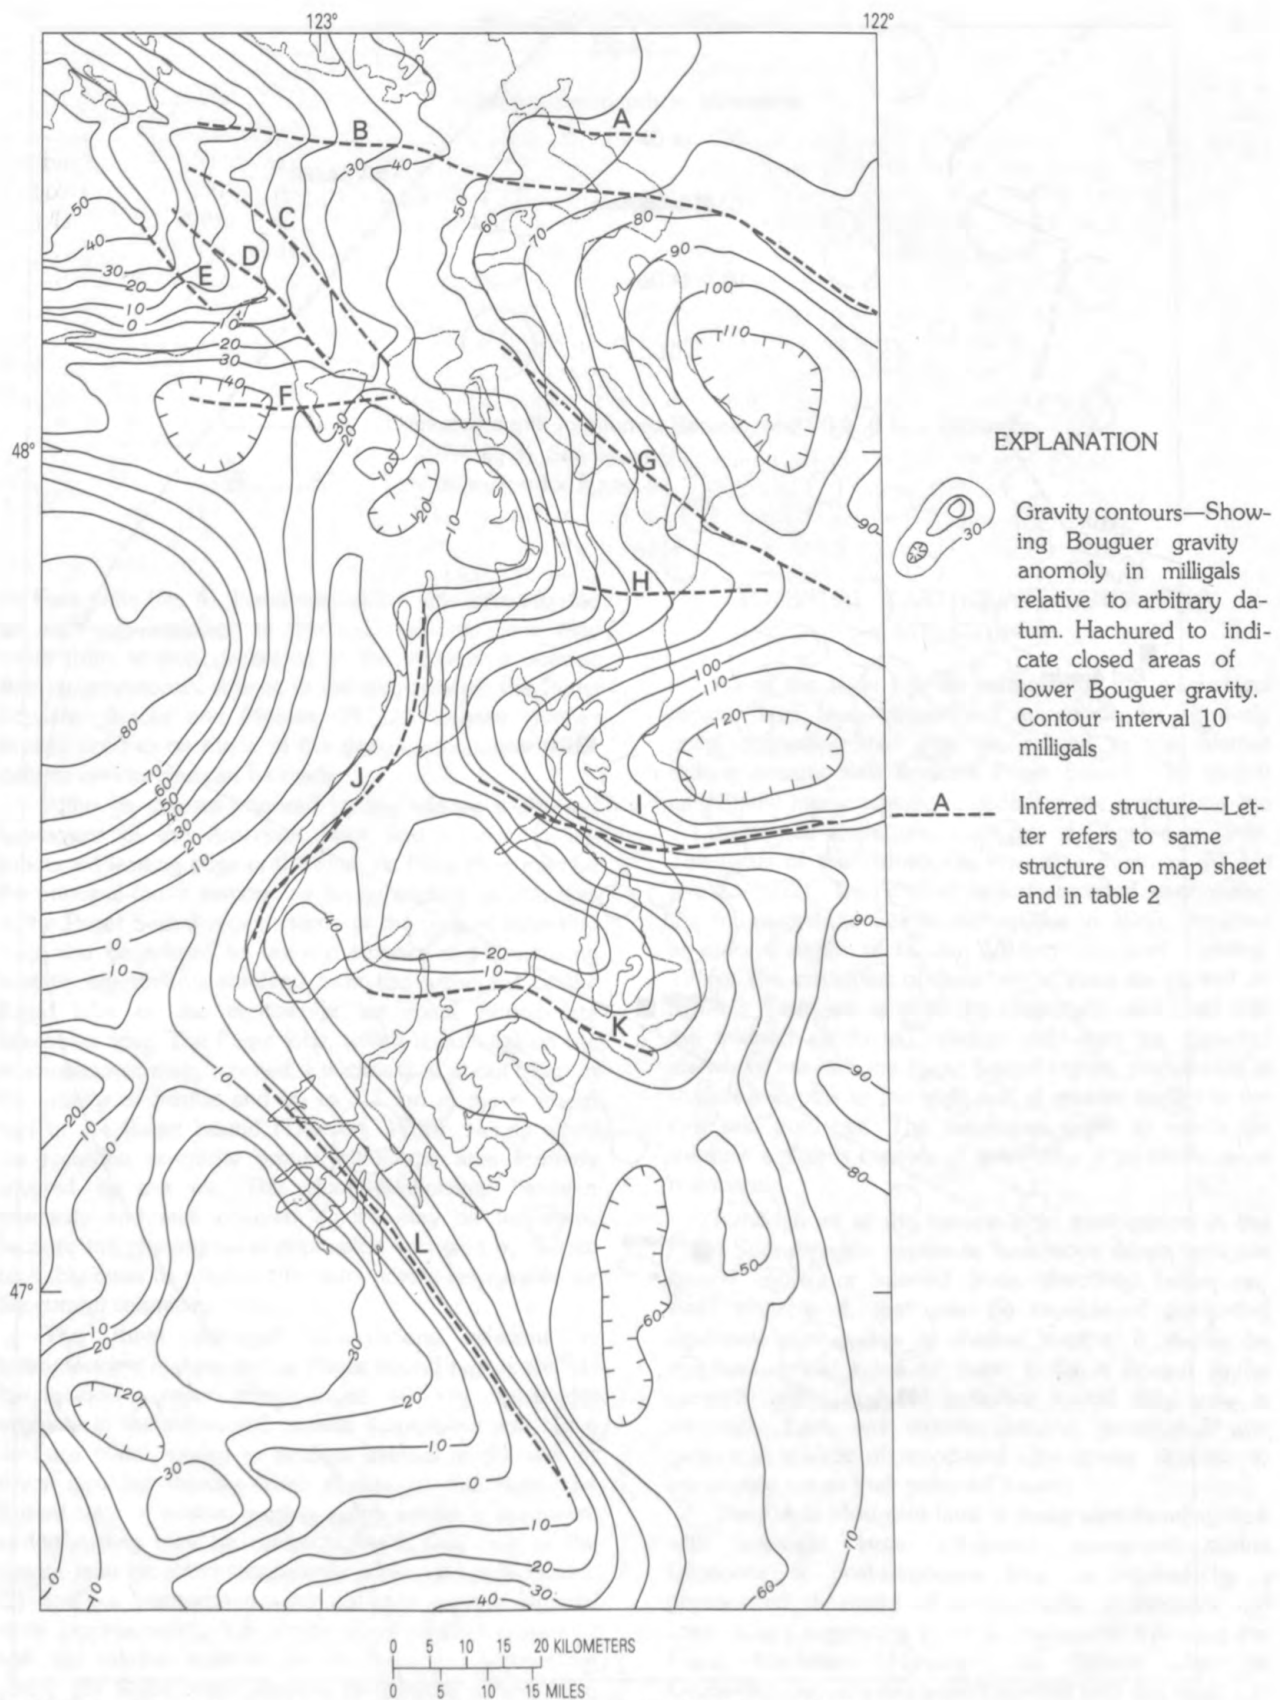 123°
122°
A
B
30
40
50
C
50
60
80
70
D
90
40
E
100
30
20
10
0
10
110
20
30
40
F
30
20
48°
EXPLANATION
10
G
20
10
30
90
Gravity contours—Show-
ing Bouguer gravity
anomoly in milligals
relative to arbitrary da-
tum. Hachured to indi-
cate closed areas of
lower Bouguer gravity.
Contour interval 10
milligals
H
100
110
80
120
70
J
60
50
40
I
A
30
20
10
Inferred structure—Let-
ter refers to same
structure on map sheet
and in table 2
90
0
40
10
20
10
K
10
90
20
10
80
L
50
47°
60
10
30
20
T20
20
10
30
0
10
20
70
30
60
10
40
0 5 10 15 20 KILOMETERS
0 5 10 15 MILES